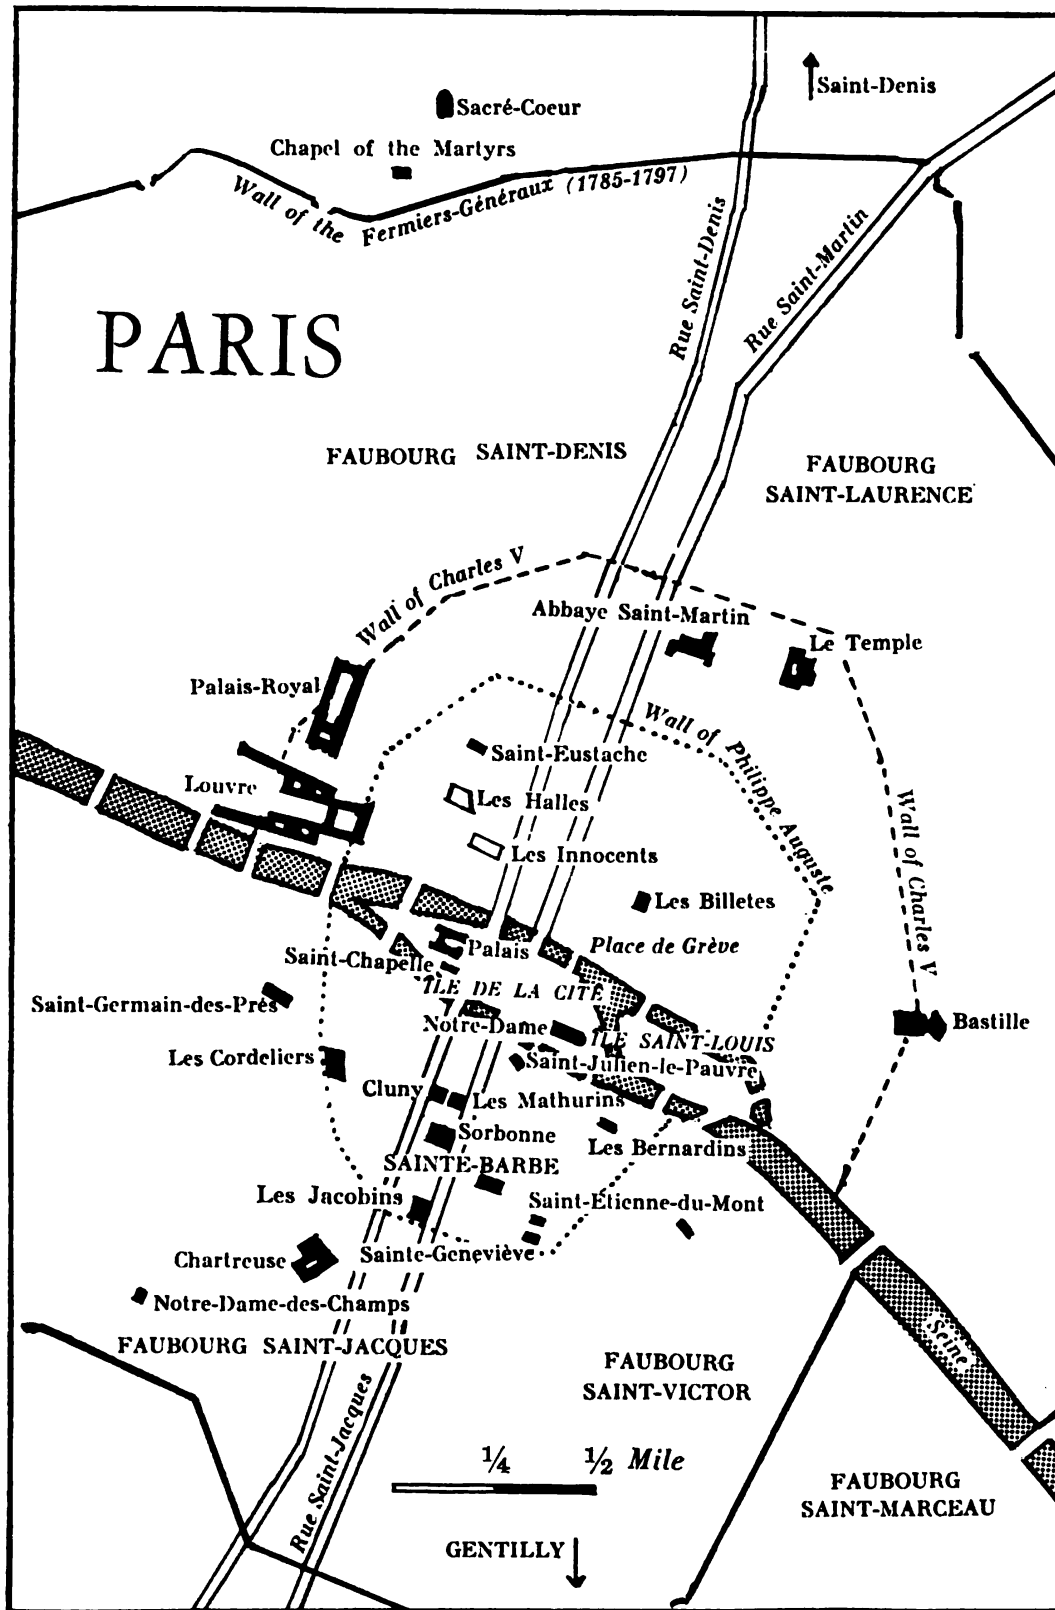 Saint-Denis
Sacré-Coeur
Chapel of the Martyrs
Wall of the Fermiers-Généraux (1785-1797)
Rue Saint-Denis
Rue Saint-Martin
PARIS
FAUBOURG SAINT-DENIS
FAUBOURG
SAINT-LAURENCE
Wall of Charles V
Abbaye Saint-Martin
Le Temple
Palais-Royal
Wall of Philippe Auguste
Saint-Eustache
Louvre
Les Halles
Wall of Charles V
Les Innocents
Les Billetes
Place de Grève
Palais
Saint-Chapelle
ÎLE DE LA CITÉ
Saint-Germain-des-Prés
Notre-Dame
Bastille
ILE SAINT-LOUIS
Les Cordeliers
Saint-Julien-le-Pauvre
Cluny
Les Mathurins
Sorbonne
Les Bernardins
SAINTE-BARBE
Les Jacobins
Saint-Etienne-du-Mont
Chartreuse
Sainte-Geneviève
Notre-Dame-des-Champs
FAUBOURG SAINT-JACQUES
Seine
FAUBOURG
SAINT-VICTOR
Rue Saint-Jacques
1/4 1/2 Mile
FAUBOURG
SAINT-MARCEAU
GENTILLY